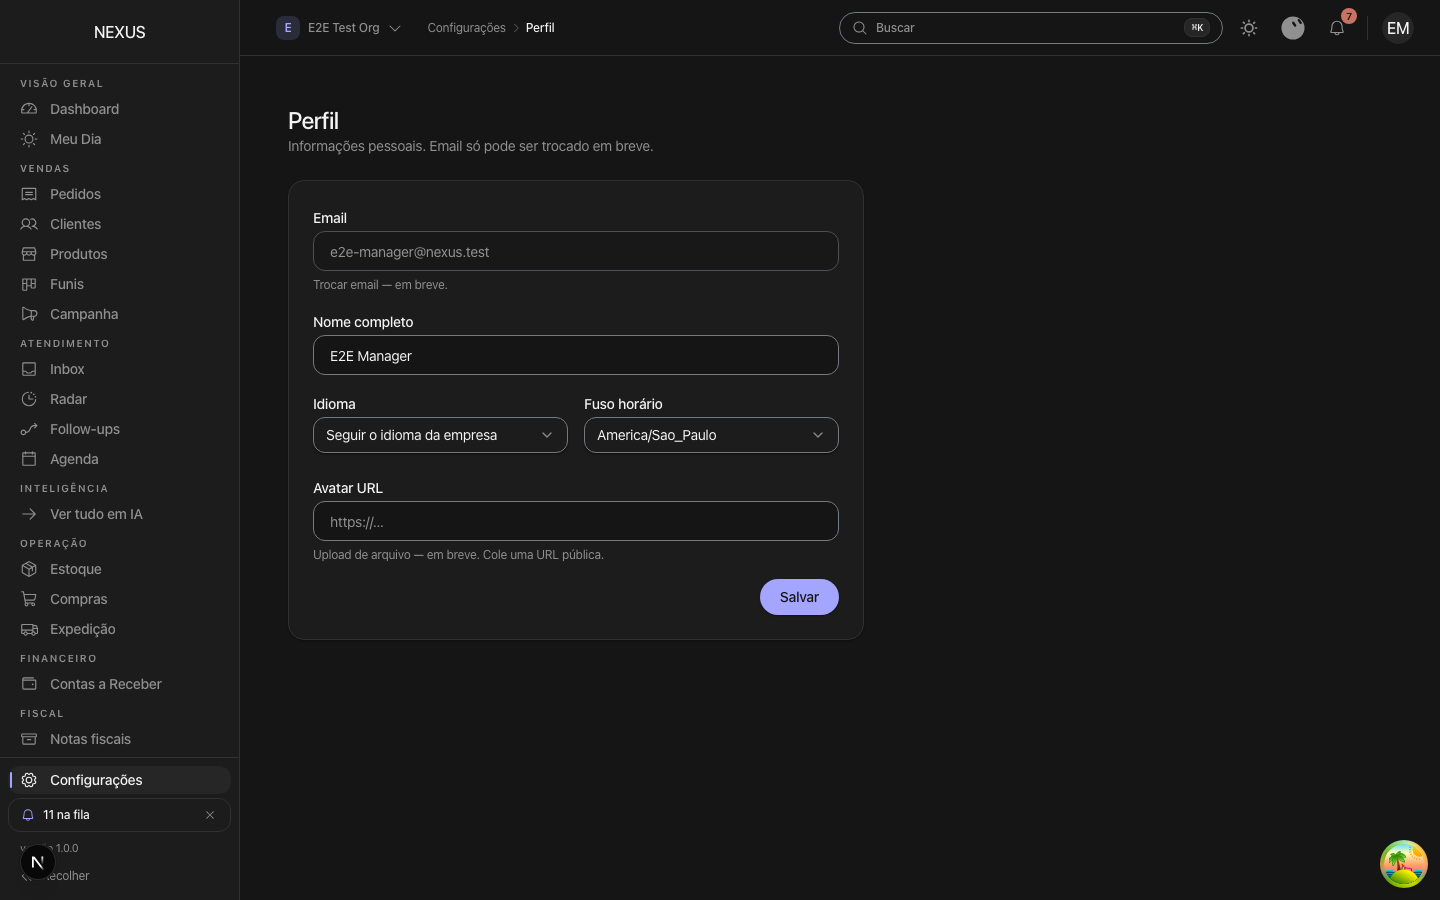 NEXUS
E
E2E Test Org
Configurações
Perfil
Buscar
⌘K
7
EM
VISÃO GERAL
Dashboard
Meu Dia
VENDAS
Pedidos
Clientes
Produtos
Funis
Campanha
ATENDIMENTO
Inbox
Radar
Follow-ups
Agenda
INTELIGÊNCIA
Ver tudo em IA
OPERAÇÃO
Estoque
Compras
Expedição
FINANCEIRO
Contas a Receber
FISCAL
Notas fiscais
Configurações
11 na fila
1.0.0
N
Perfil
Informações pessoais. Email só pode ser trocado em breve.
Email
e2e-manager@nexus.test
Trocar email — em breve.
Nome completo
E2E Manager
Idioma
Fuso horário
Seguir o idioma da empresa
America/Sao_Paulo
Avatar URL
https://...
Upload de arquivo — em breve. Cole uma URL pública.
Salvar